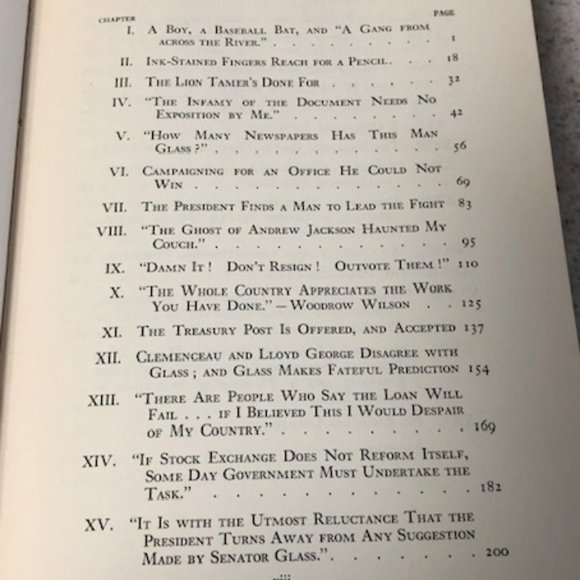 CHAPTER PAGE
I. A Boy, a Baseball Bat, and “A Gang from
across the River.” . . . . . . . . 1
II. Ink-Stained Fingers Reach for a Pencil. . . 18
III. The Lion Tamer's Done For . . . . . . 32
IV. “The Infamy of the Document Needs No
Exposition by Me.” . . . . . . . . 42
V. “How Many Newspapers Has This Man
Glass?” . . . . . . . . . . . 56
VI. Campaigning for an Office He Could Not
Win . . . . . . . . . . . . 69
VII. The President Finds a Man to Lead the Fight 83
VIII. “The Ghost of Andrew Jackson Haunted My
Couch.” . . . . . . . . . . . 95
IX. “Damn It! Don't Resign! Outvote Them!” 110
X. “The Whole Country Appreciates the Work
You Have Done.” — Woodrow Wilson . . 125
XI. The Treasury Post Is Offered, and Accepted 137
XII. Clemenceau and Lloyd George Disagree with
Glass; and Glass Makes Fateful Prediction 154
XIII. “There Are People Who Say the Loan Will
Fail . . . if I Believed This I Would Despair
of My Country.” . . . . . . . . . 169
XIV. “If Stock Exchange Does Not Reform Itself,
Some Day Government Must Undertake the
Task.” . . . . . . . . . . . 182
XV. “It Is with the Utmost Reluctance That the
President Turns Away from Any Suggestion
Made by Senator Glass.” . . . . . . . 200